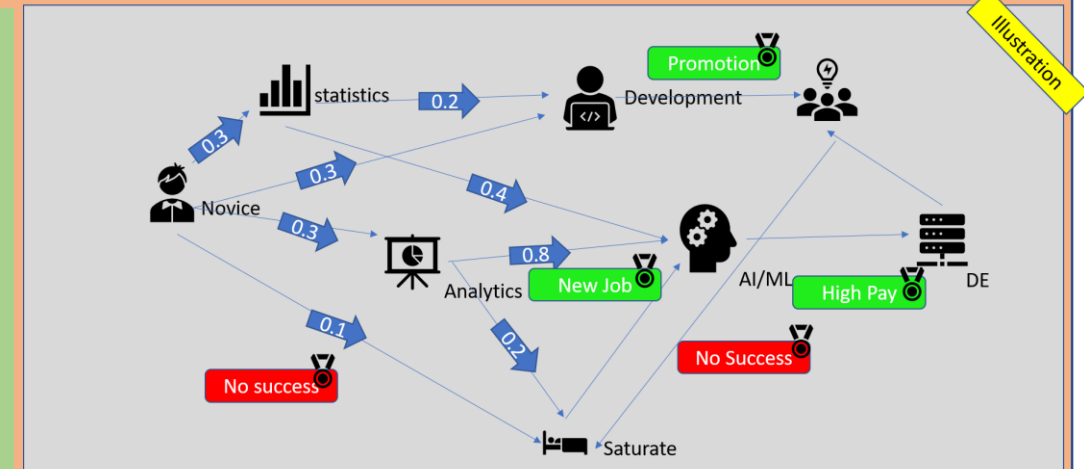 Illustration
Promotion
statistics
0.2
Development
0.3
0.3
0.4
Novice
0.3
0.8
Analytics
New Job
AI/ML
High Pay
DE
0.1
0.2
No Success
No success
Saturate